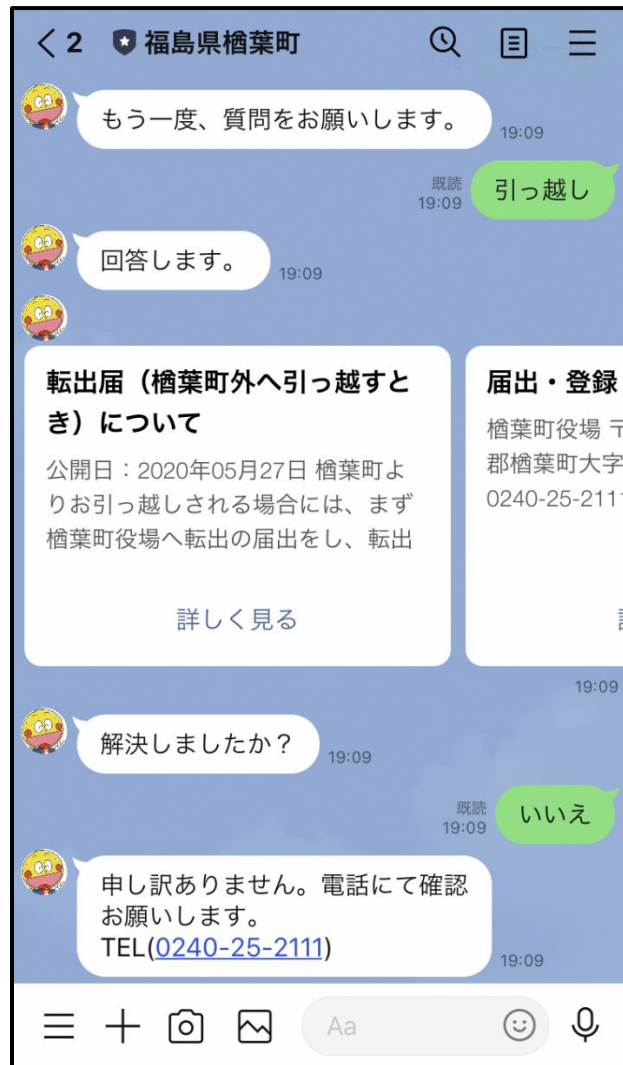 2 福島県楢葉町
もう一度、質問をお願いします。
19:09
既読
19:09
引っ越し
回答します。
19:09
転出届（楢葉町外へ引っ越すと
き）について
公開日：2020年05月27日 楢葉町よ
りお引っ越しされる場合には、まず
楢葉町役場へ転出の届出をし、転出
詳しく見る
届出・登録
楢葉町役場 〒
郡楢葉町大字
0240-25-211
19:09
解決しましたか？
19:09
既読
19:09
いいえ
申し訳ありません。電話にて確認
お願いします。
TEL(0240-25-2111)
19:09
Aa